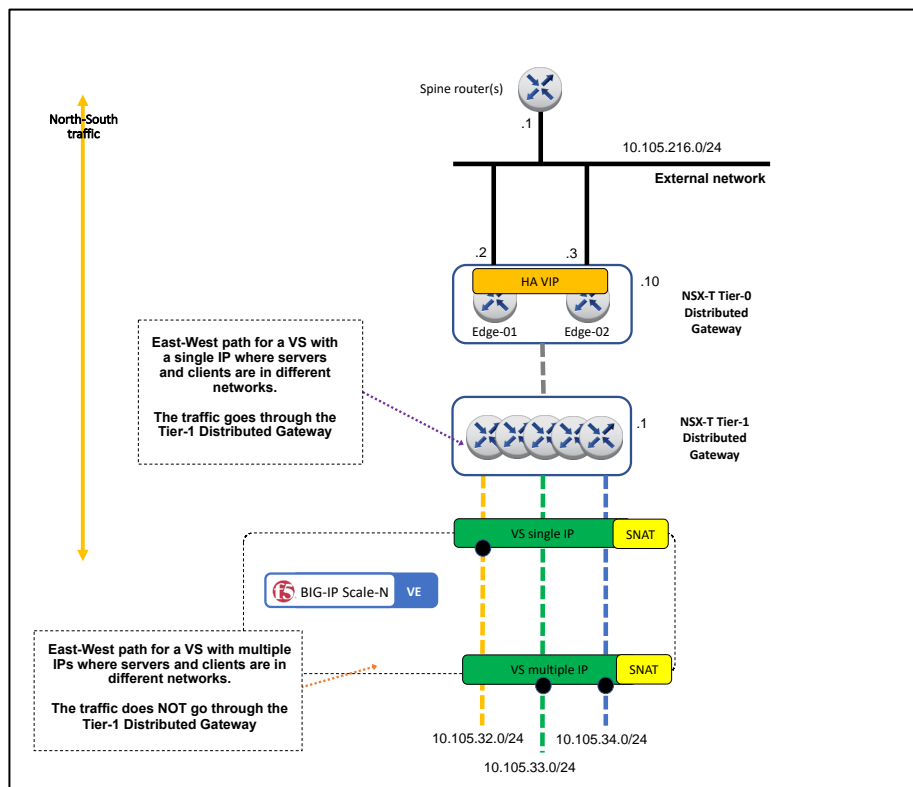 Spine router(s)
.1
North-South
traffic
10.105.216.0/24
External network
.2
.3
HA VIP
.10
Edge-01
Edge-02
NSX-T Tier-0
Distributed
Gateway
East-West path for a VS with
a single IP where servers
and clients are in different
networks.
The traffic goes through the
Tier-1 Distributed Gateway
.1
NSX-T Tier-1
Distributed
Gateway
VS single IP
SNAT
f5
BIG-IP Scale-N
VE
East-West path for a VS with multiple
IPs where servers and clients are in
different networks.
The traffic does NOT go through the
Tier-1 Distributed Gateway
VS multiple IP
SNAT
10.105.32.0/24
10.105.34.0/24
10.105.33.0/24